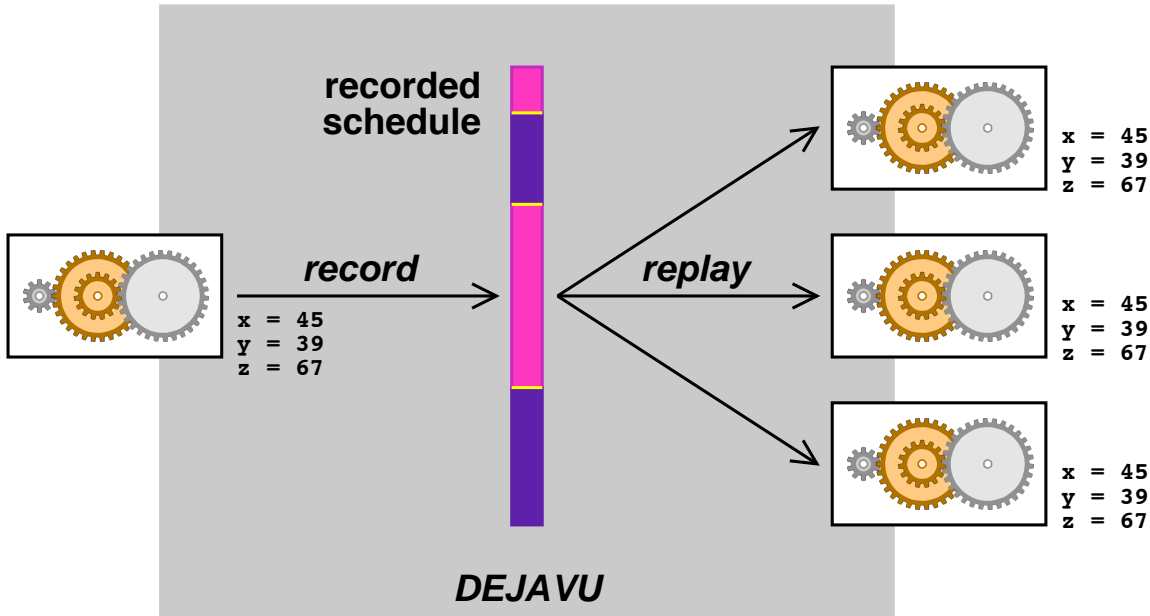 recorded
schedule
record
x = 45
y = 39
z = 67
replay
x = 45
y = 39
z = 67
x = 45
y = 39
z = 67
x = 45
y = 39
z = 67
DEJAVU